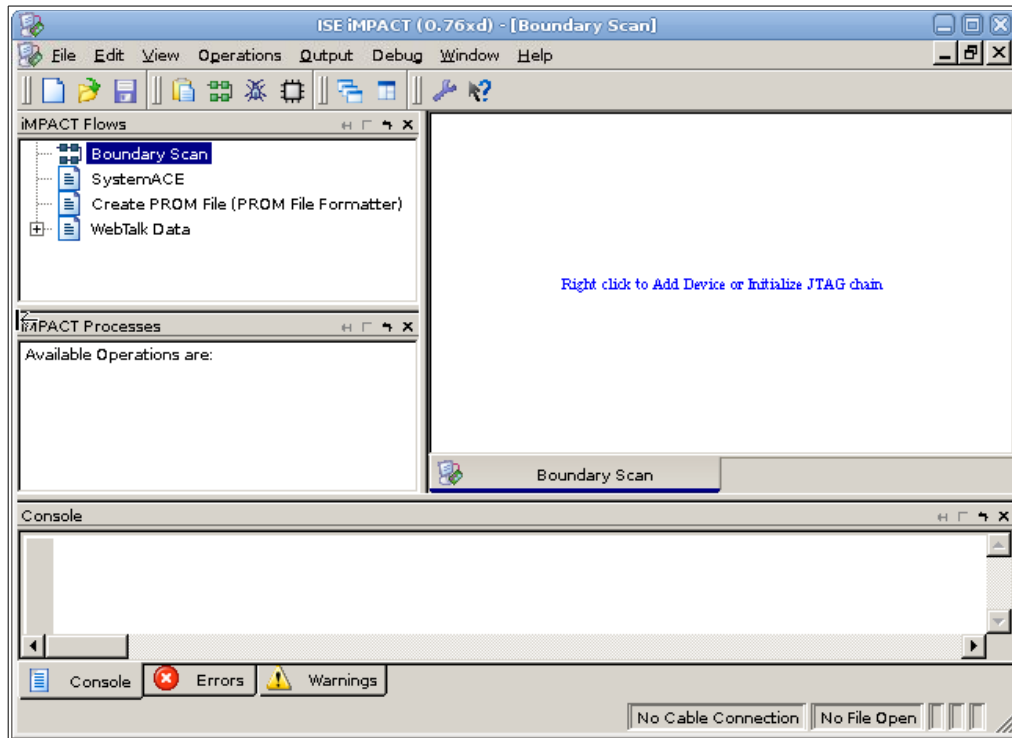 ISE iMPACT (0.76xd) - [Boundary Scan]
File Edit View Operations Output Debug Window Help
iMPACT Flows
Boundary Scan
SystemACE
Create PROM File (PROM File Formatter)
WebTalk Data
Right click to Add Device or Initialize JTAG chain
iMPACT Processes
Available Operations are:
Boundary Scan
Console
Console Errors Warnings
No Cable Connection No File Open